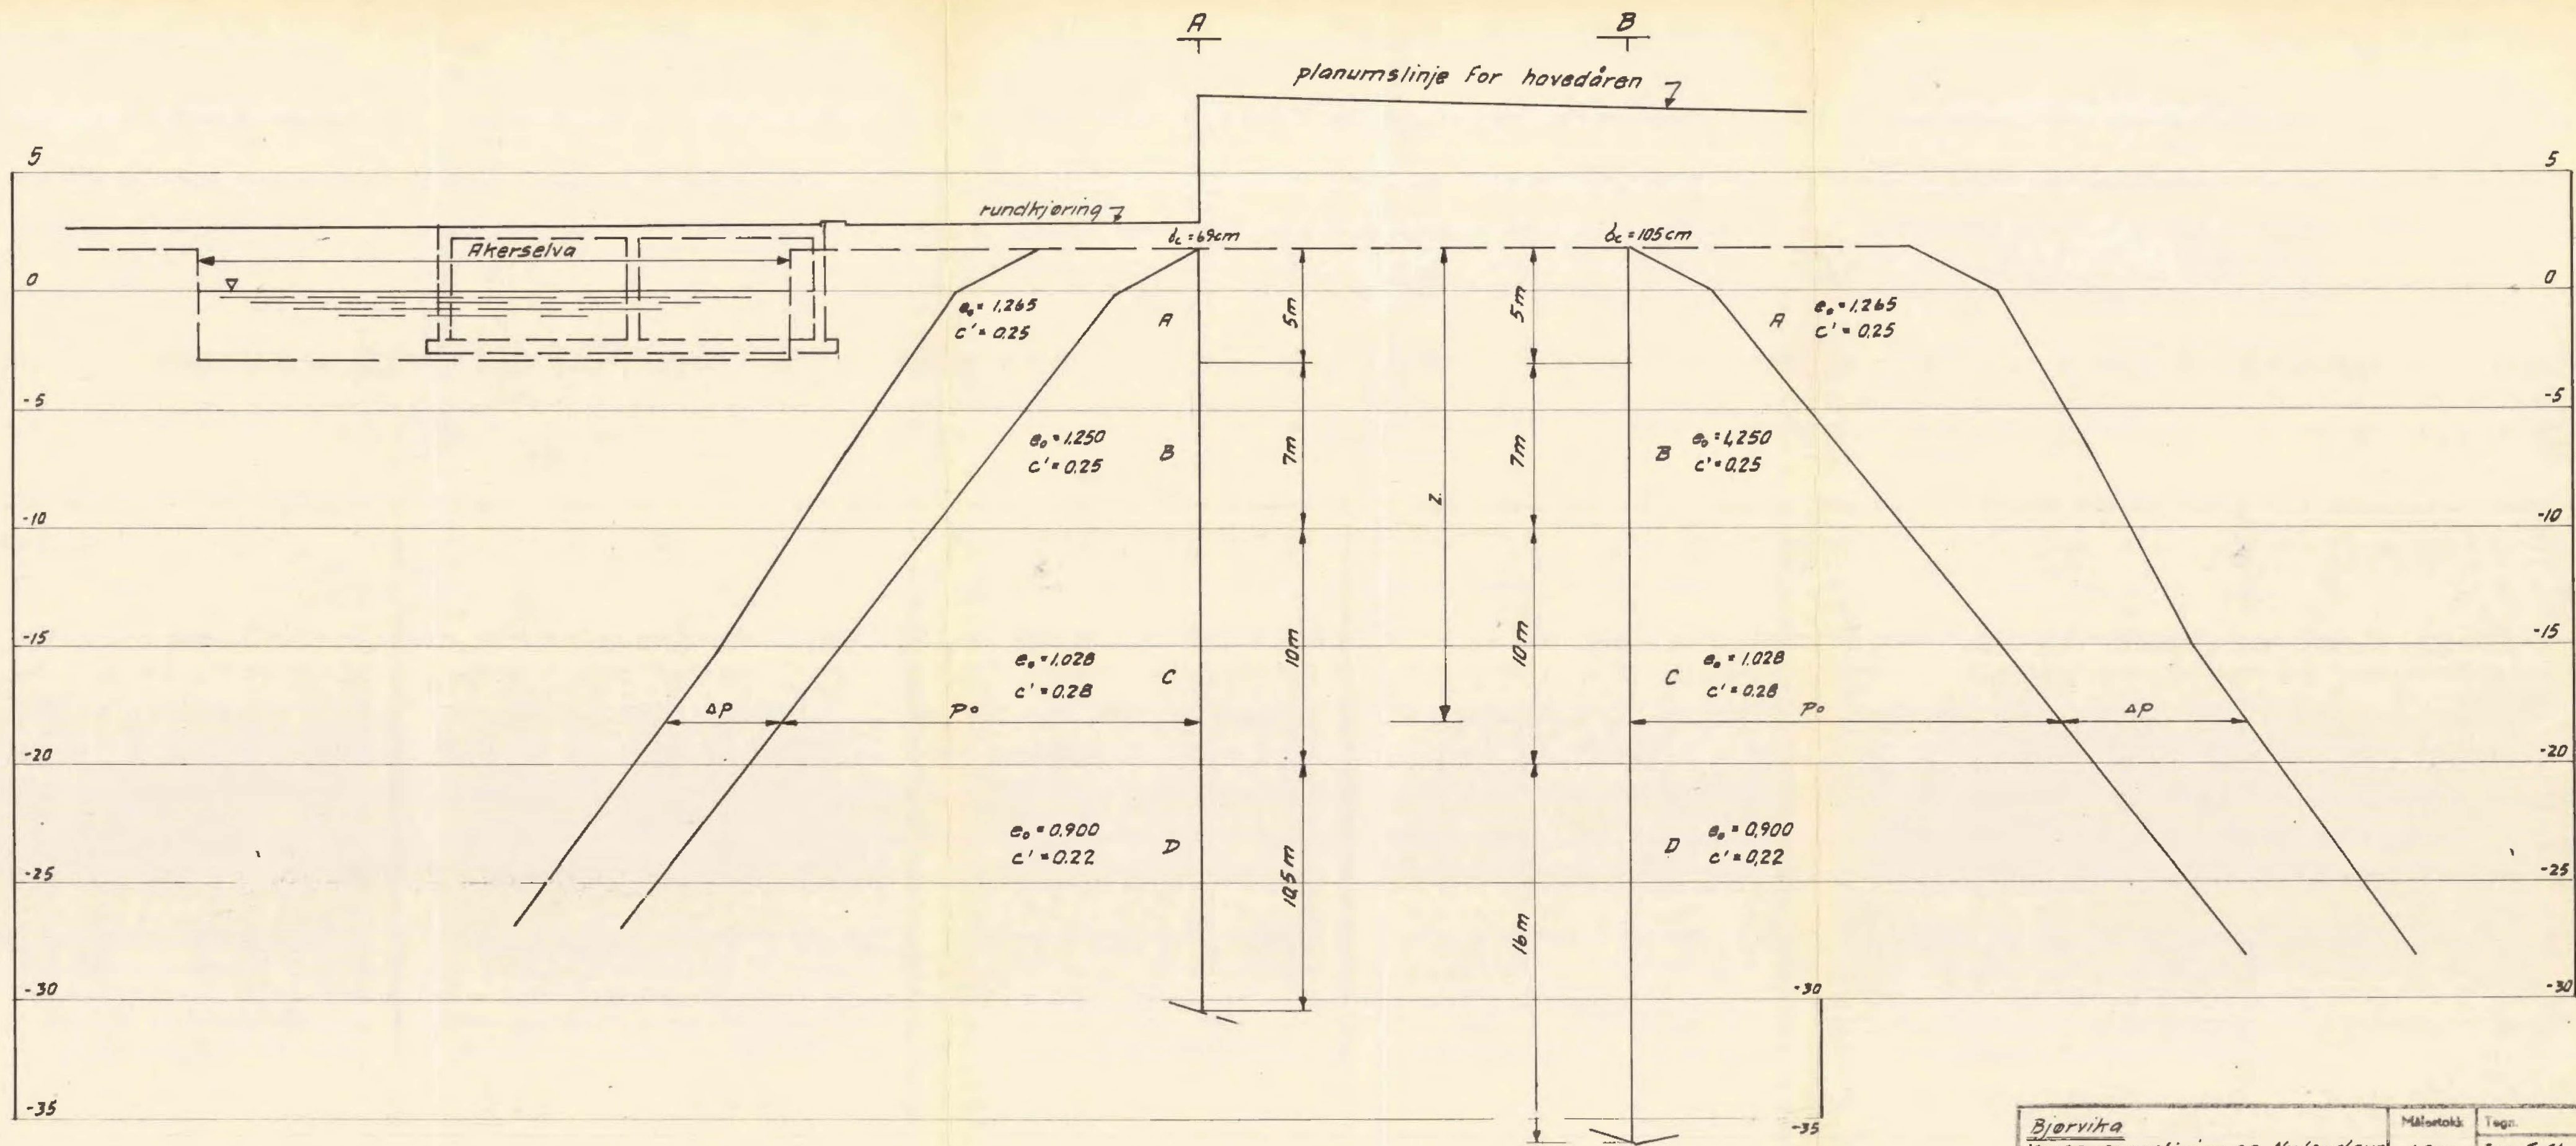 A
B
planumslinje for hovedåren
5
5
rundkjøring
δc = 69cm
δc = 105 cm
Akerselva
0
0
e₀ = 1,265
c' = 0.25
A
5m
5m
A
e₀ = 1.265
c' = 0.25
-5
-5
e₀ = 1.250
c' = 0.25
B
7m
7m
B
e₀ = 1,250
c' = 0.25
z
-10
-10
-15
-15
e₀ = 1.028
c' = 0.28
C
10m
10m
C
e₀ = 1.028
c' = 0.28
Δp
p₀
p₀
Δp
-20
-20
e₀ = 0.900
c' = 0.22
D
10,5 m
16 m
D
e₀ = 0,900
c' = 0,22
-25
-25
-30
-30
-30
-35
-35
Bjørvika
Målestokk
Tegn.